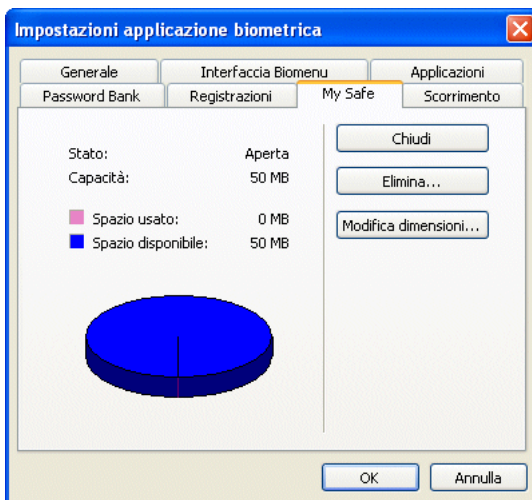 Impostazioni applicazione biometrica
Generale Interfaccia Biomenu Applicazioni
Password Bank Registrazioni My Safe Scorrimento
Stato: Aperta
Capacità: 50 MB
Spazio usato: 0 MB
Spazio disponibile: 50 MB
Chiudi
Elimina...
Modifica dimensioni...
OK Annulla